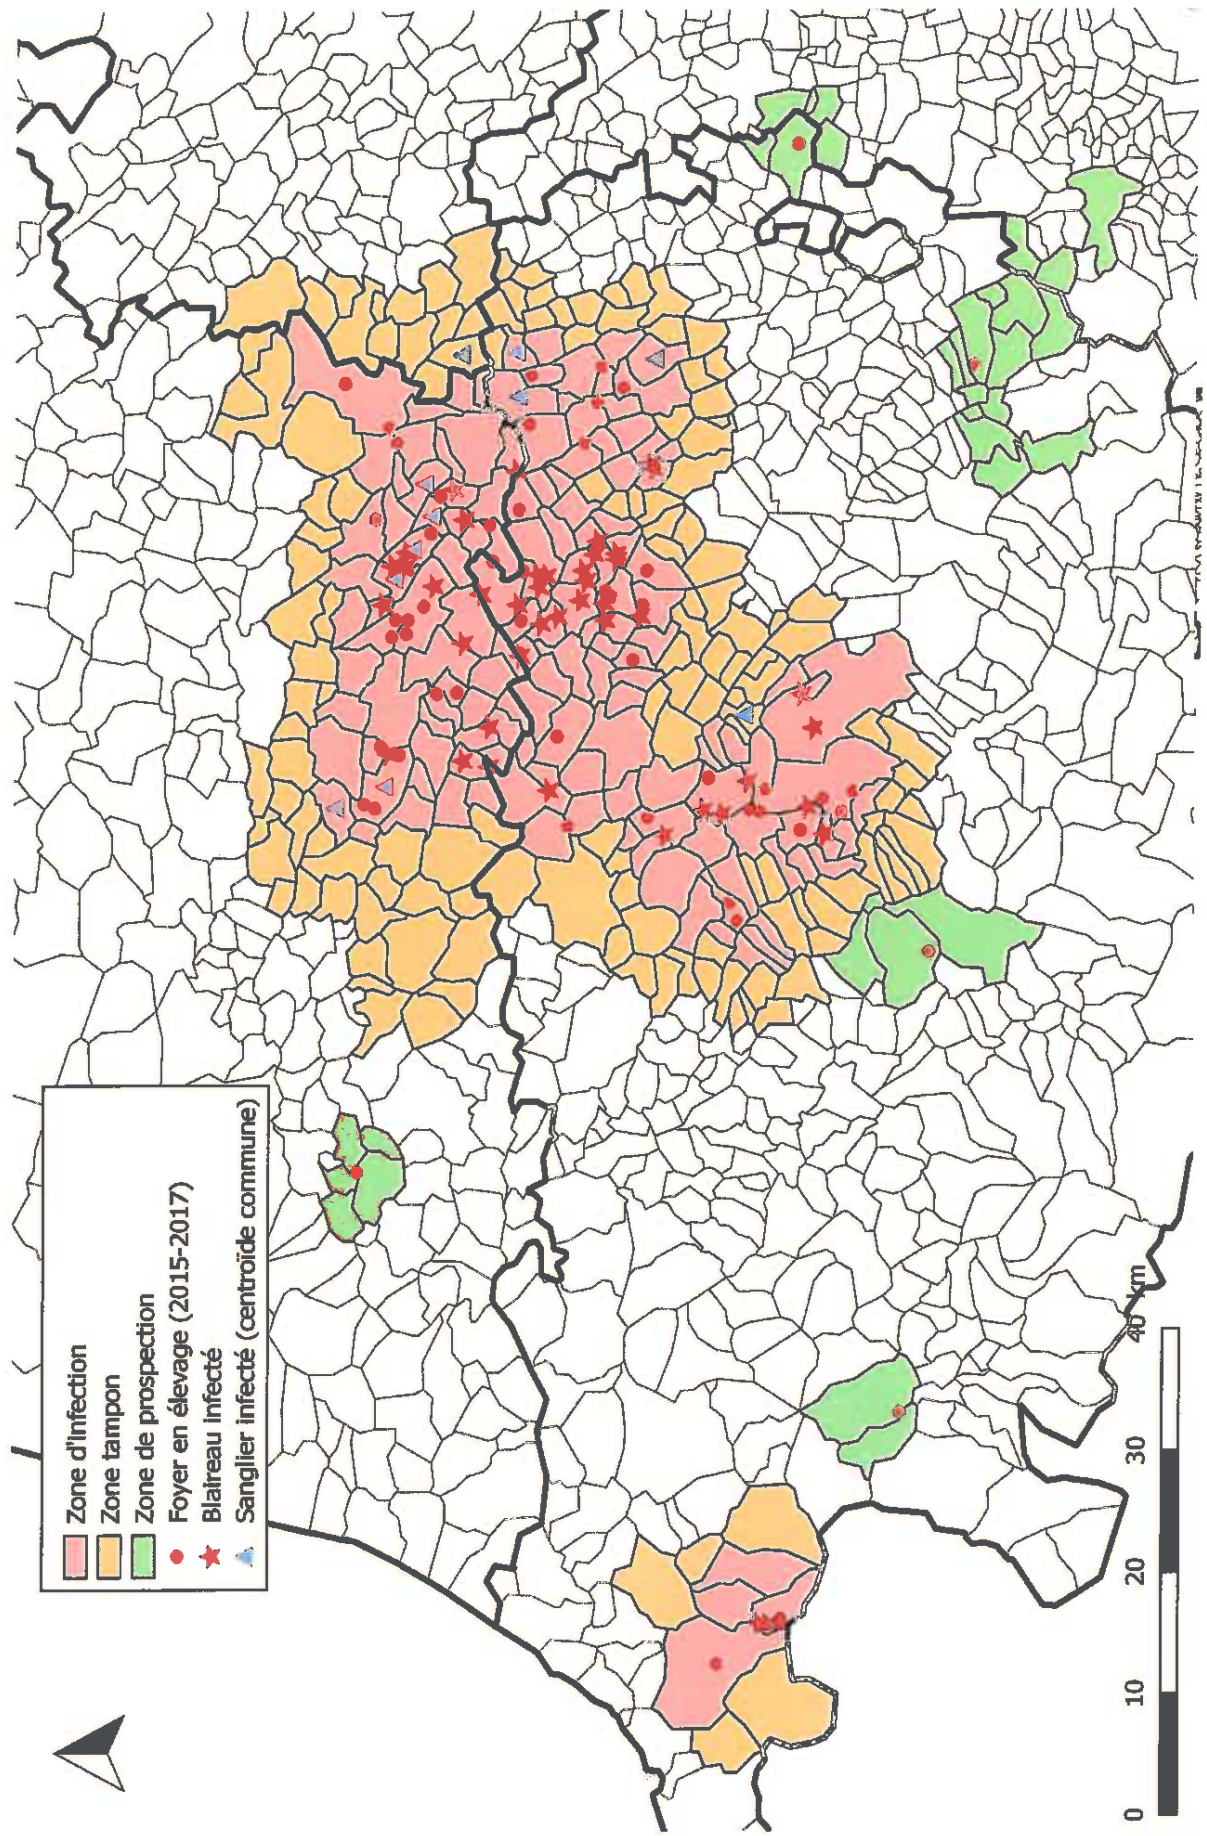 Zone d'infection
Zone tampon
Zone de prospection
Foyer en élevage (2015-2017)
Blaireau infecté
Sanglier infecté (centroïde commune)
0 10 20 30 40 km